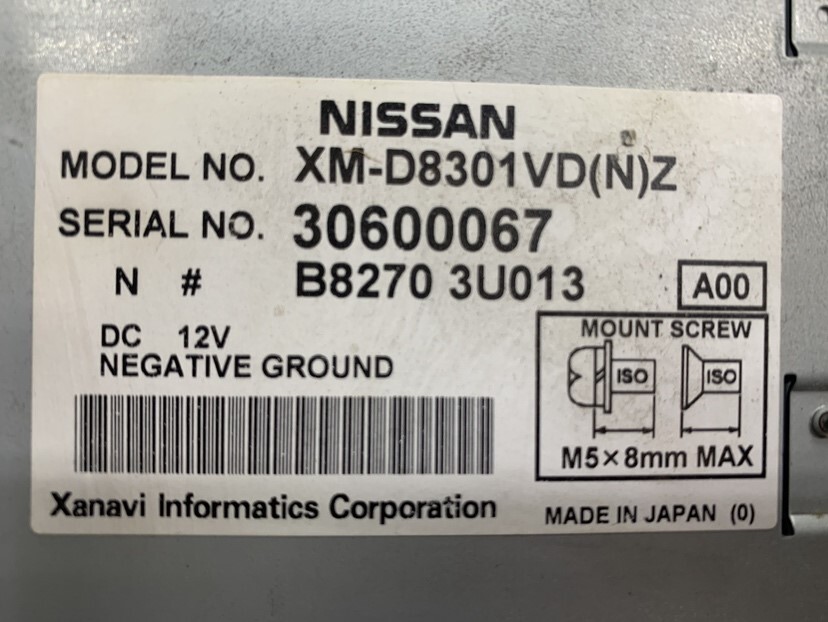 NISSAN
MODEL NO. XM-D8301VD(N)Z
SERIAL NO. 30600067
N # B8270 3U013
A00
DC 12V
NEGATIVE GROUND
MOUNT SCREW
ISO ISO
M5×8mm MAX
Xanavi Informatics Corporation
MADE IN JAPAN (0)